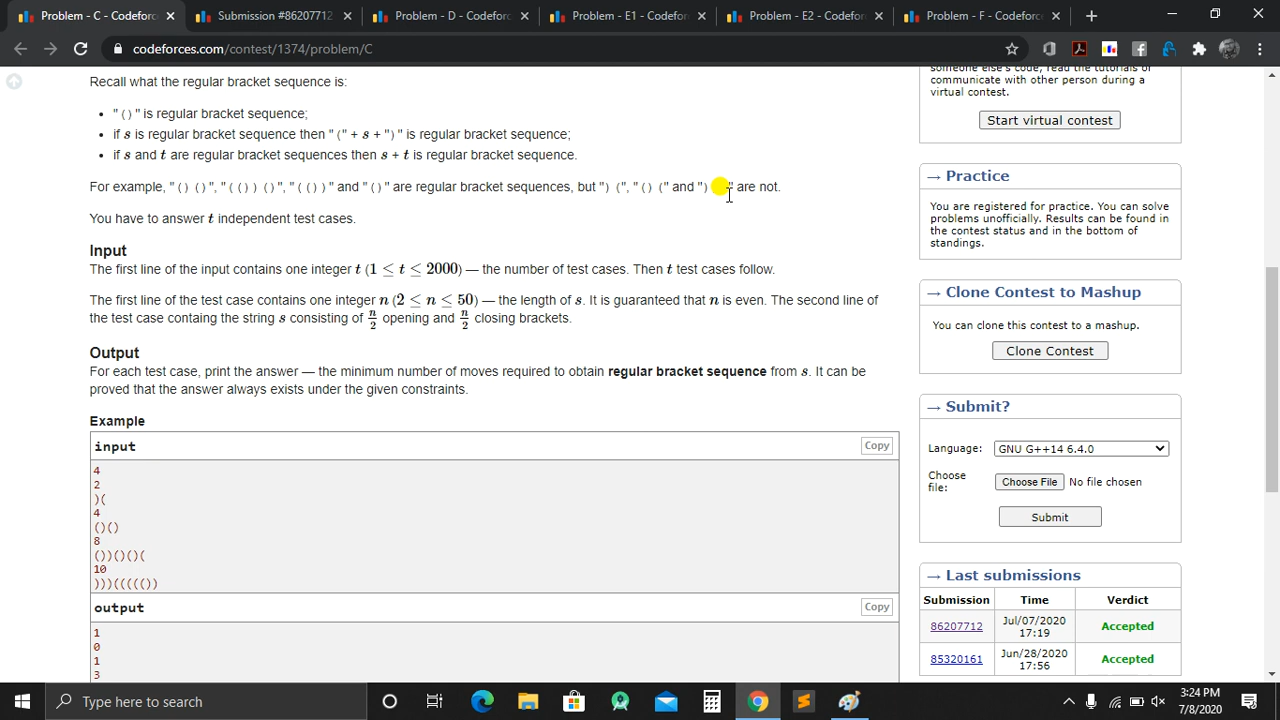 Problem - C - Codeforc
Submission #86207712
Problem - D - Codeforc
Problem - E1 - Codefor
Problem - E2 - Codefor
Problem - F - Codeforc
codeforces.com/contest/1374/problem/C
Recall what the regular bracket sequence is:
• "()" is regular bracket sequence;
• if s is regular bracket sequence then "(" + s + ")" is regular bracket sequence;
• if s and t are regular bracket sequences then s + t is regular bracket sequence.
For example, "()()", "(())()", "(())" and "()" are regular bracket sequences, but ")(", "()(" and ") " are not.
You have to answer t independent test cases.
Input
The first line of the input contains one integer t (1 ≤ t ≤ 2000) — the number of test cases. Then t test cases follow.
The first line of the test case contains one integer n (2 ≤ n ≤ 50) — the length of s. It is guaranteed that n is even. The second line of
the test case containg the string s consisting of n/2 opening and n/2 closing brackets.
Output
For each test case, print the answer — the minimum number of moves required to obtain regular bracket sequence from s. It can be
proved that the answer always exists under the given constraints.
Example
input
Copy
4
2
)(
4
()()
8
())()()(
10
)))((((())
output
Copy
1
0
1
3
someone else's code, read the tutorials or
communicate with other person during a
virtual contest.
Start virtual contest
→ Practice
You are registered for practice. You can solve
problems unofficially. Results can be found in
the contest status and in the bottom of
standings.
→ Clone Contest to Mashup
You can clone this contest to a mashup.
Clone Contest
→ Submit?
Language: GNU G++14 6.4.0
Choose
file:
Choose File No file chosen
Submit
→ Last submissions
Submission Time Verdict
86207712 Jul/07/2020
17:19 Accepted
85320161 Jun/28/2020
17:56 Accepted
Type here to search
3:24 PM
7/8/2020